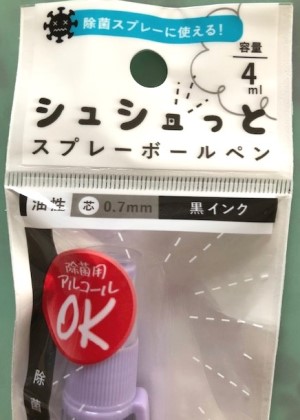 除菌スプレーに使える!
容量
4
ml
シュシュっと
スプレーボールペン
油性 芯 0.7mm 黒インク
除菌用
アルコール
OK
除菌